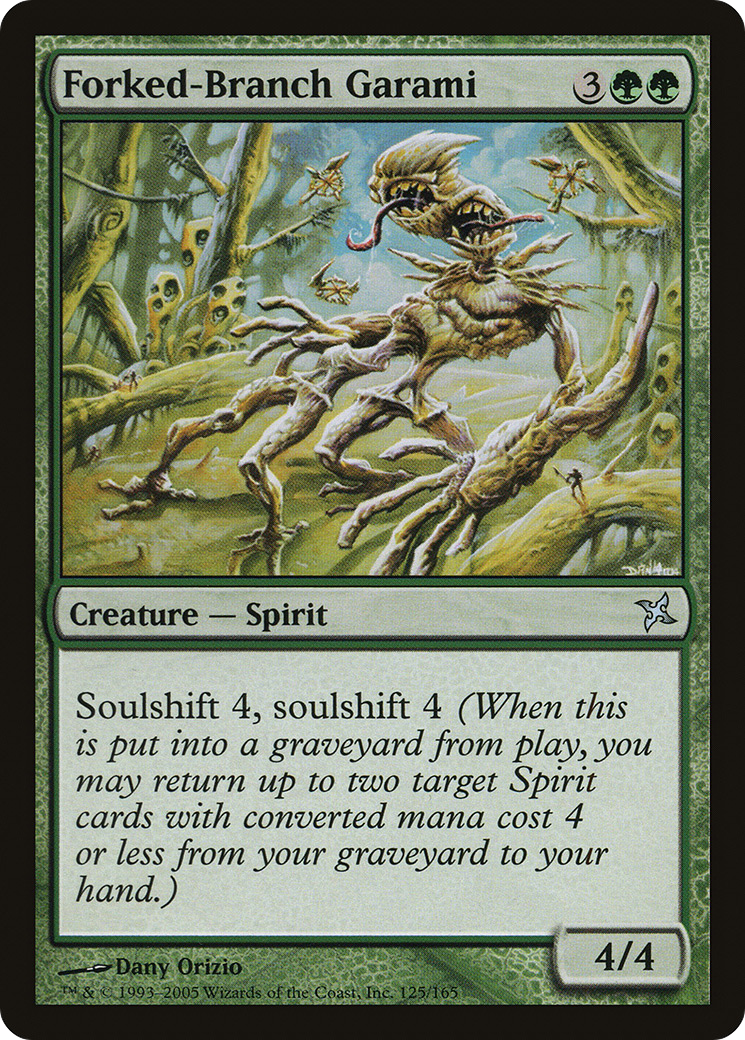 Forked-Branch Garami 3
Creature — Spirit
Soulshift 4, soulshift 4 (When this
is put into a graveyard from play, you
may return up to two target Spirit
cards with converted mana cost 4
or less from your graveyard to your
hand.)
4/4
Dany Orizio
™ & © 1993–2005 Wizards of the Coast, Inc. 125/165